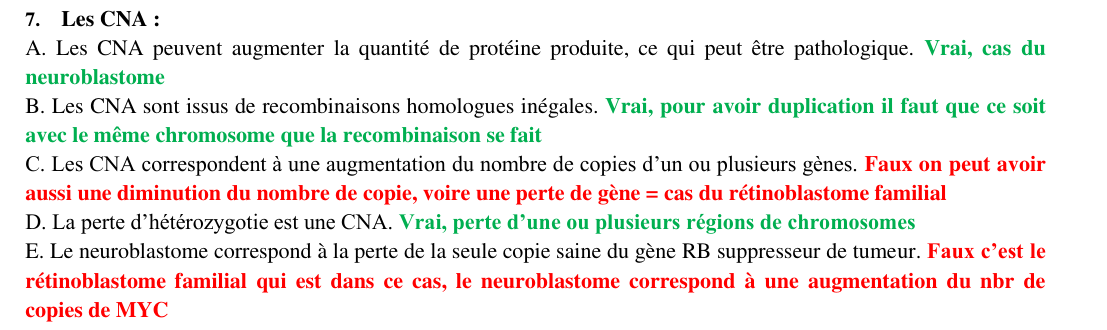 7. Les CNA :
A. Les CNA peuvent augmenter la quantité de protéine produite, ce qui peut être pathologique. Vrai, cas du
neuroblastome
B. Les CNA sont issus de recombinaisons homologues inégales. Vrai, pour avoir duplication il faut que ce soit
avec le même chromosome que la recombinaison se fait
C. Les CNA correspondent à une augmentation du nombre de copies d’un ou plusieurs gènes. Faux on peut avoir
aussi une diminution du nombre de copie, voire une perte de gène = cas du rétinoblastome familial
D. La perte d’hétérozygotie est une CNA. Vrai, perte d’une ou plusieurs régions de chromosomes
E. Le neuroblastome correspond à la perte de la seule copie saine du gène RB suppresseur de tumeur. Faux c’est le
rétinoblastome familial qui est dans ce cas, le neuroblastome correspond à une augmentation du nbr de
copies de MYC